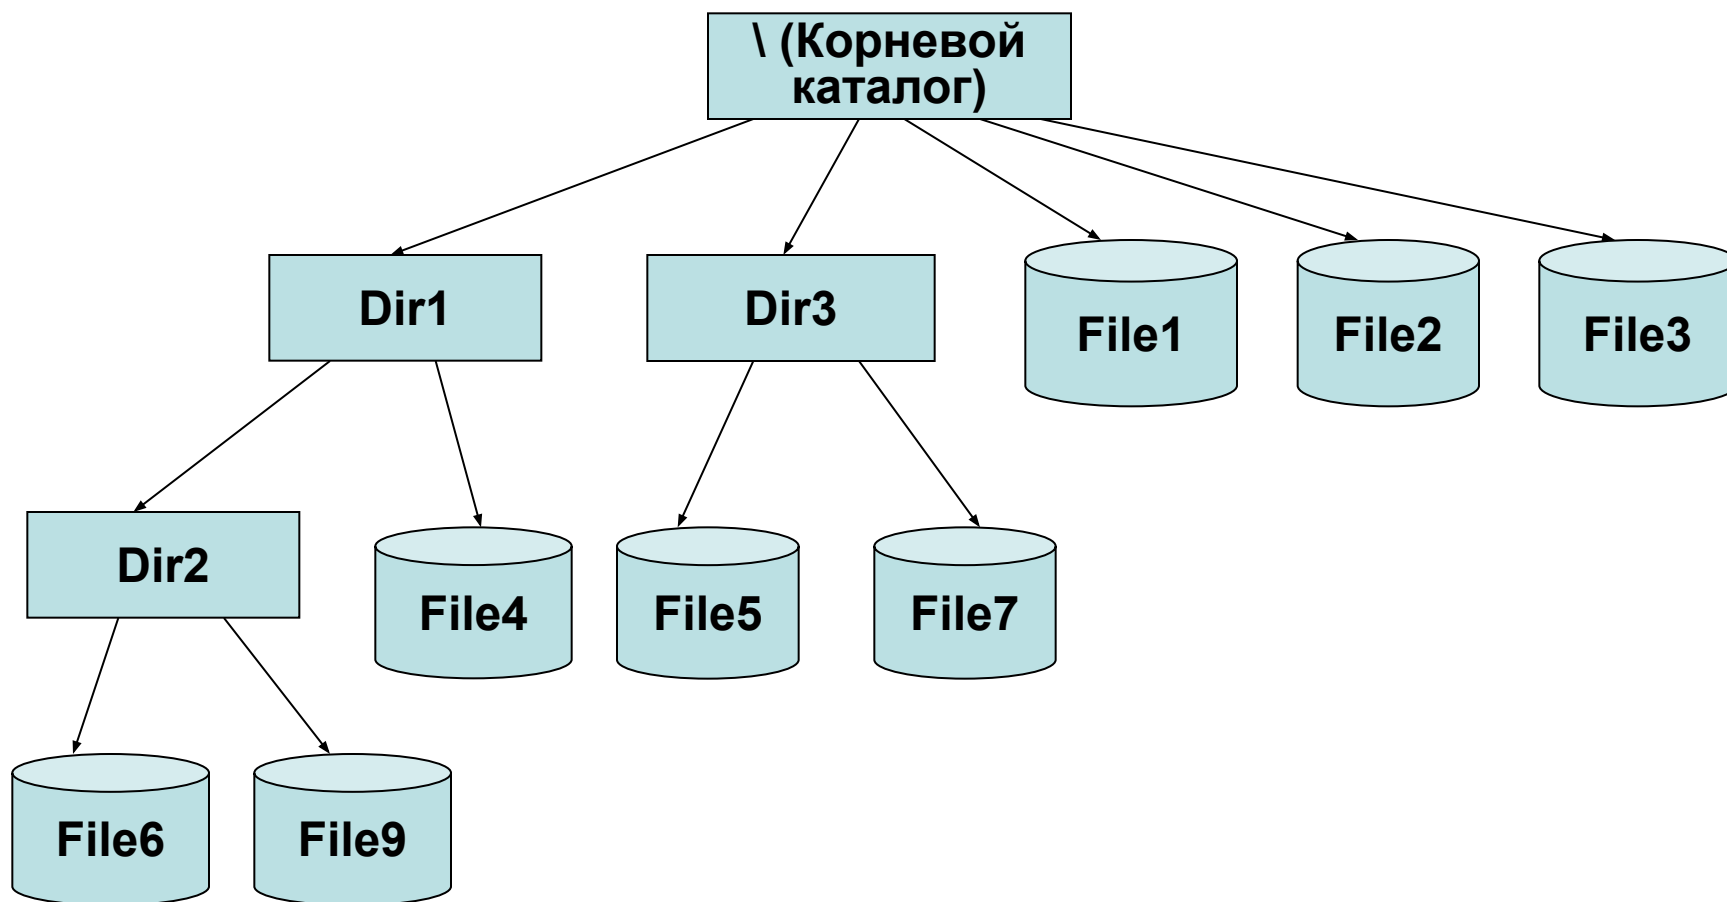 \ (Корневой
каталог)
Dir1
Dir3
File1
File2
File3
Dir2
File4
File5
File7
File6
File9